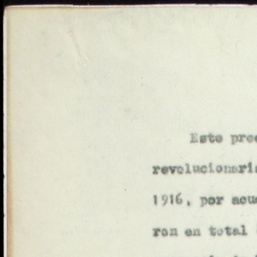 Este pre
revolucionari
1916, por acu
ron en total